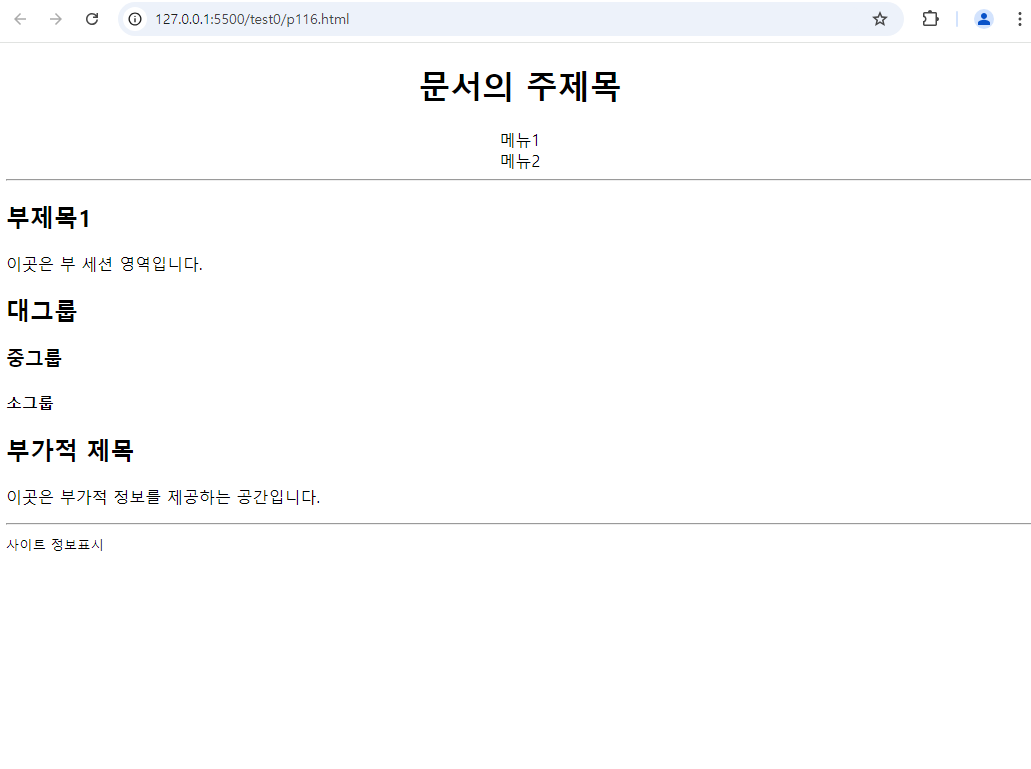 127.0.0.1:5500/test0/p116.html
문서의 주제목
메뉴1
메뉴2
부제목1
이곳은 부 세션 영역입니다.
대그룹
중그룹
소그룹
부가적 제목
이곳은 부가적 정보를 제공하는 공간입니다.
사이트 정보표시